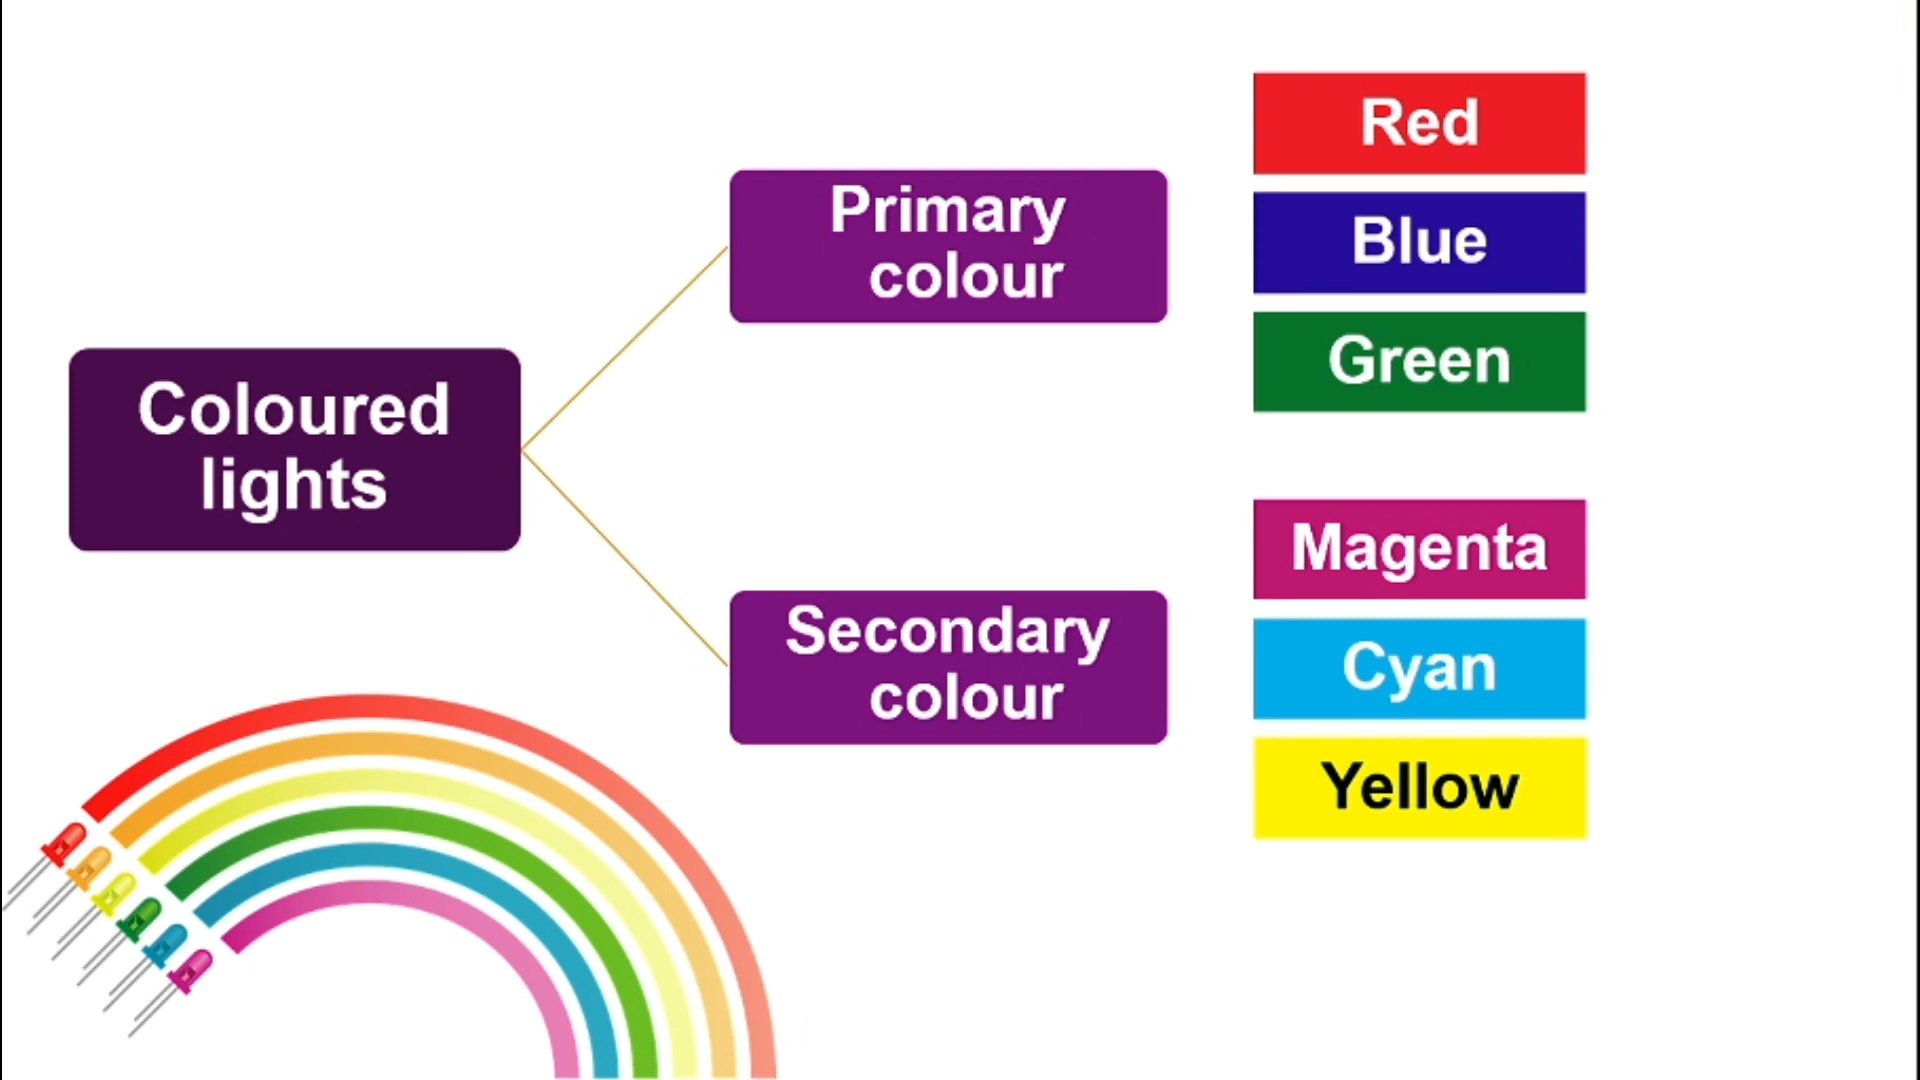 Coloured
lights
Primary
colour
Red
Blue
Green
Secondary
colour
Magenta
Cyan
Yellow